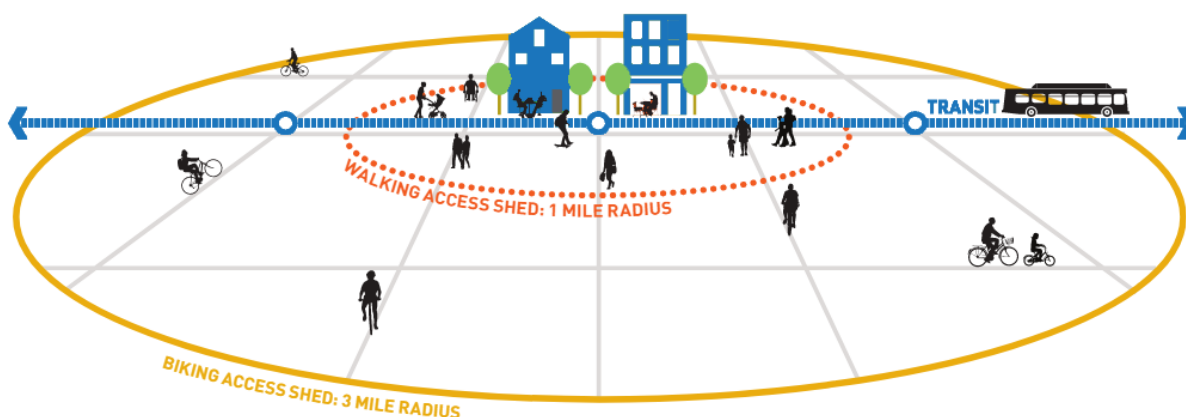 TRANSIT
WALKING ACCESS SHED: 1 MILE RADIUS
BIKING ACCESS SHED: 3 MILE RADIUS